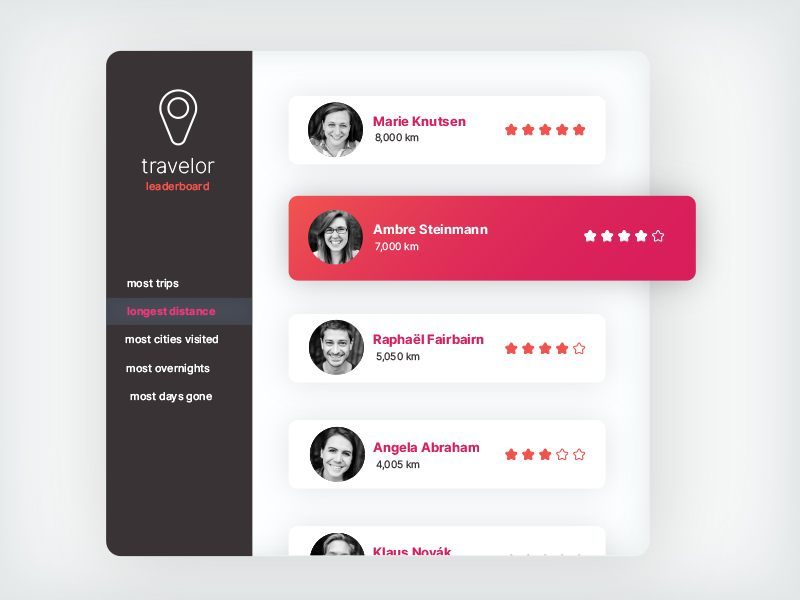 travelor
leaderboard
most trips
longest distance
most cities visited
most overnights
most days gone
Marie Knutsen
8,000 km
Ambre Steinmann
7,000 km
Raphaël Fairbairn
5,050 km
Angela Abraham
4,005 km
Klaus Novák